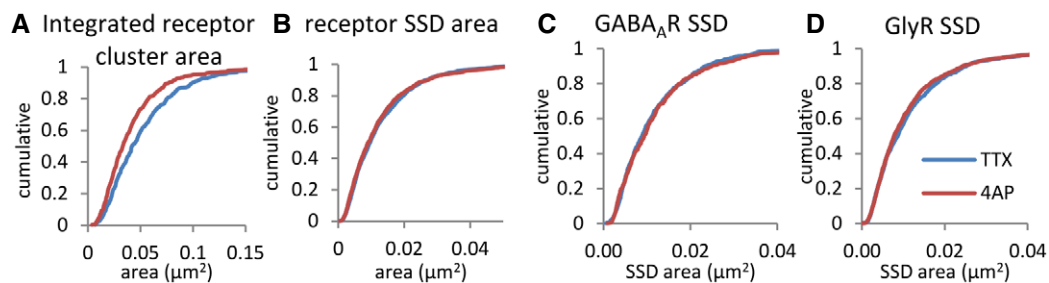 A Integrated receptor cluster area
cumulative
1
0.8
0.6
0.4
0.2
0
0 0.05 0.1 0.15
area (µm²)
B receptor SSD area
cumulative
1
0.8
0.6
0.4
0.2
0
0 0.02 0.04
area (µm²)
C GABA_AR SSD
cumulative
1
0.8
0.6
0.4
0.2
0
0.00 0.02 0.04
SSD area (µm²)
D GlyR SSD
cumulative
1
0.8
0.6
0.4
0.2
0
0.00 0.02 0.04
SSD area (µm²)
TTX
4AP